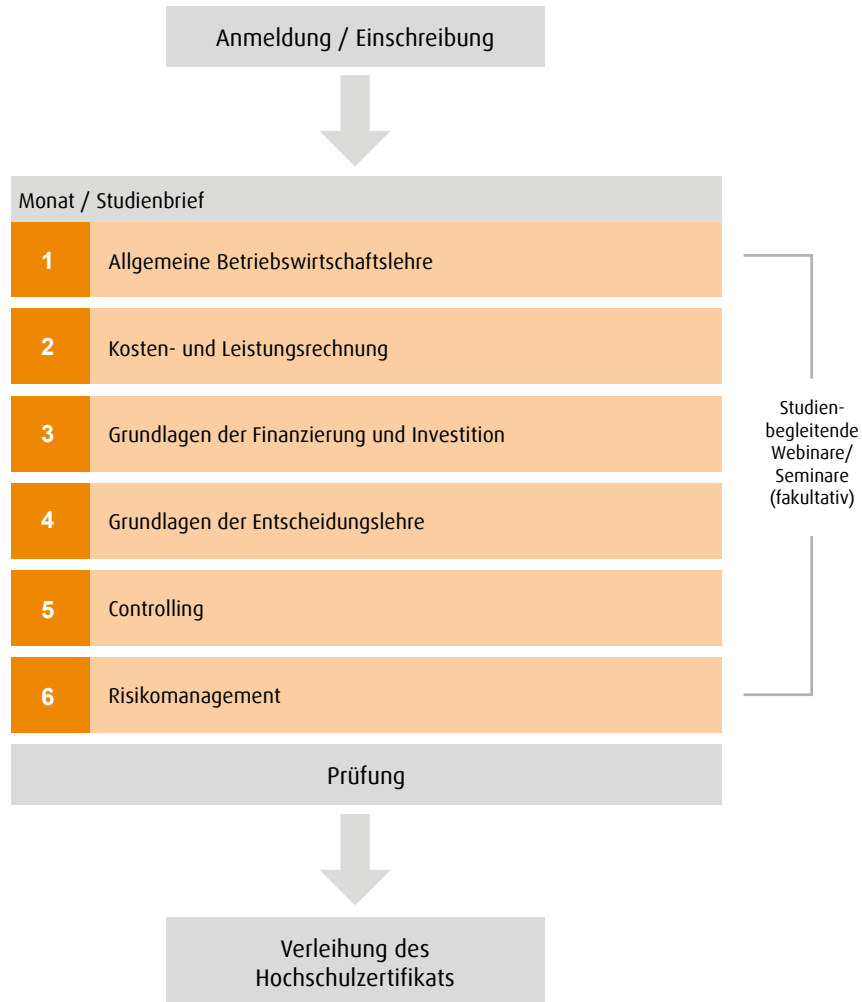 Anmeldung / Einschreibung
Monat / Studienbrief
1 Allgemeine Betriebswirtschaftslehre
2 Kosten- und Leistungsrechnung
3 Grundlagen der Finanzierung und Investition
4 Grundlagen der Entscheidungslehre
5 Controlling
6 Risikomanagement
Studien-
begleitende
Webinare/
Seminare
(fakultativ)
Prüfung
Verleihung des
Hochschulzertifikats